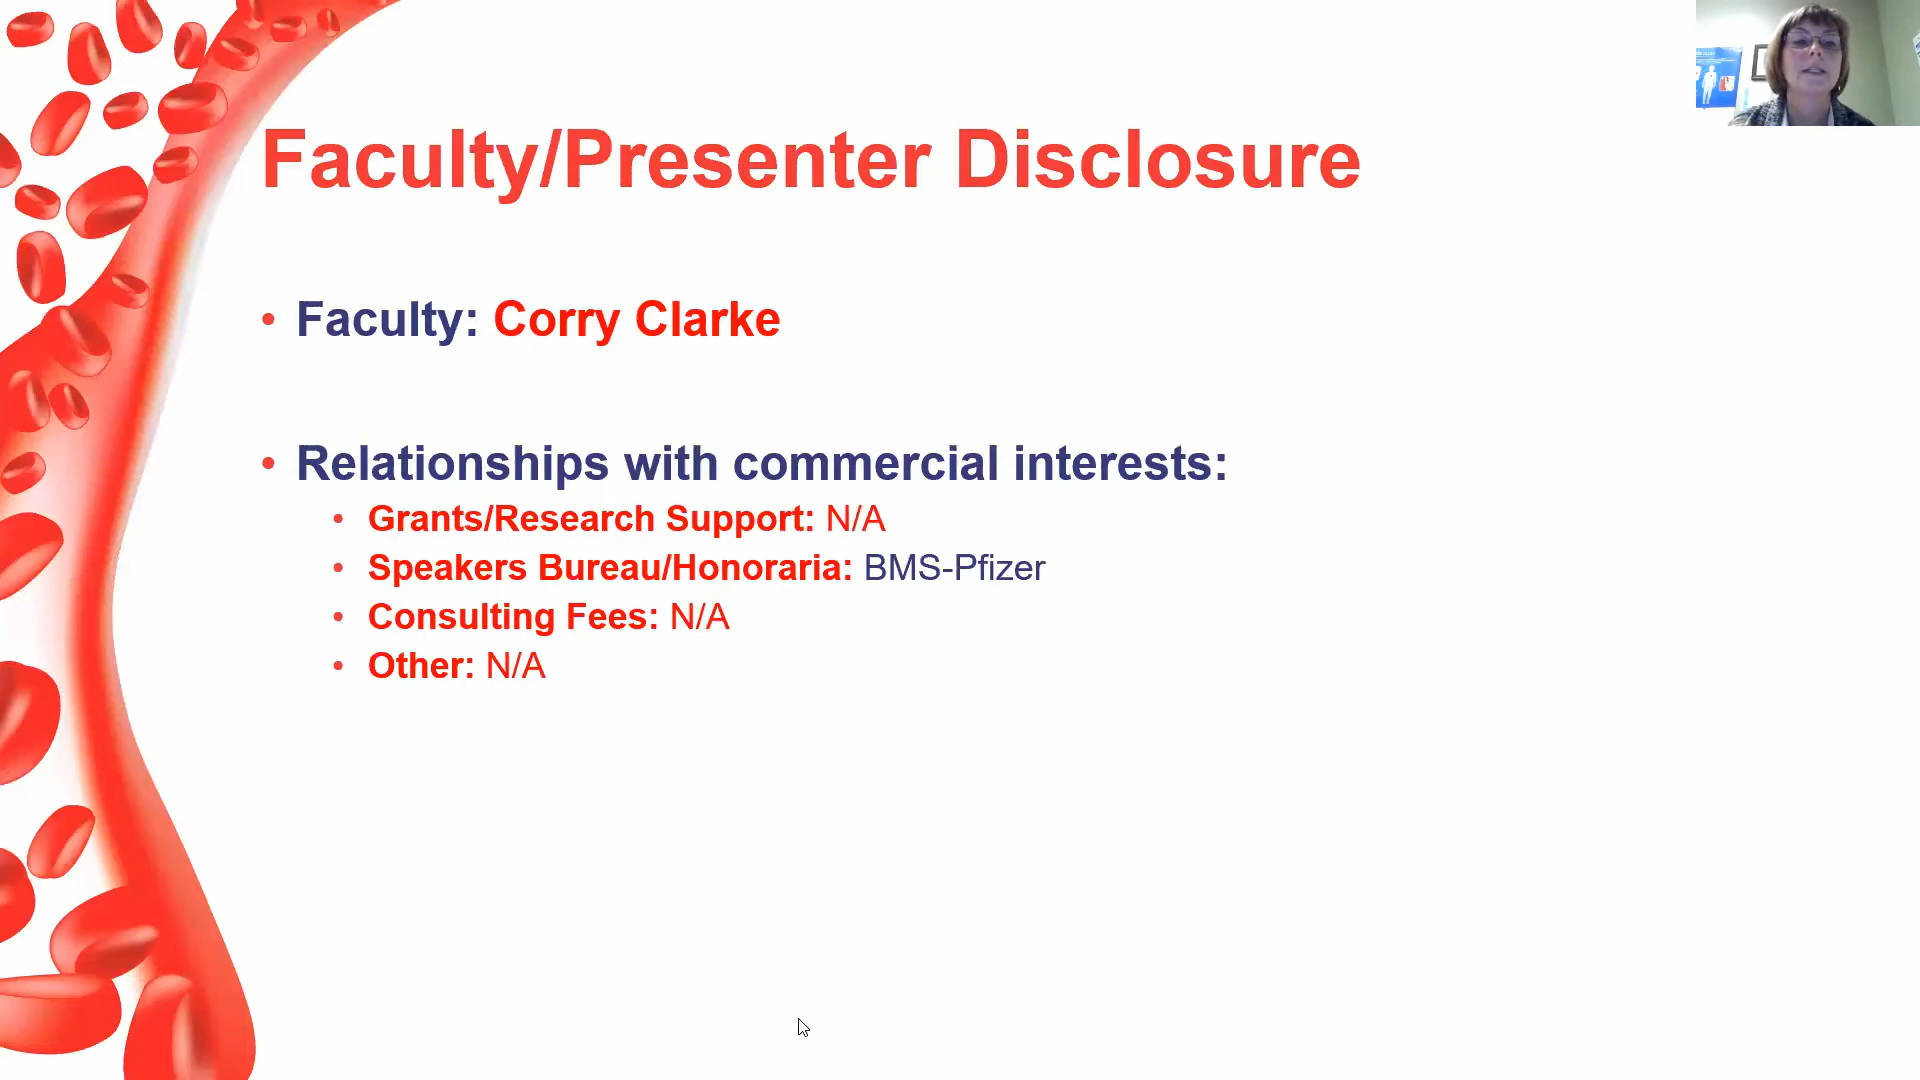 Faculty/Presenter Disclosure
• Faculty: Corry Clarke
• Relationships with commercial interests:
• Grants/Research Support: N/A
• Speakers Bureau/Honoraria: BMS-Pfizer
• Consulting Fees: N/A
• Other: N/A